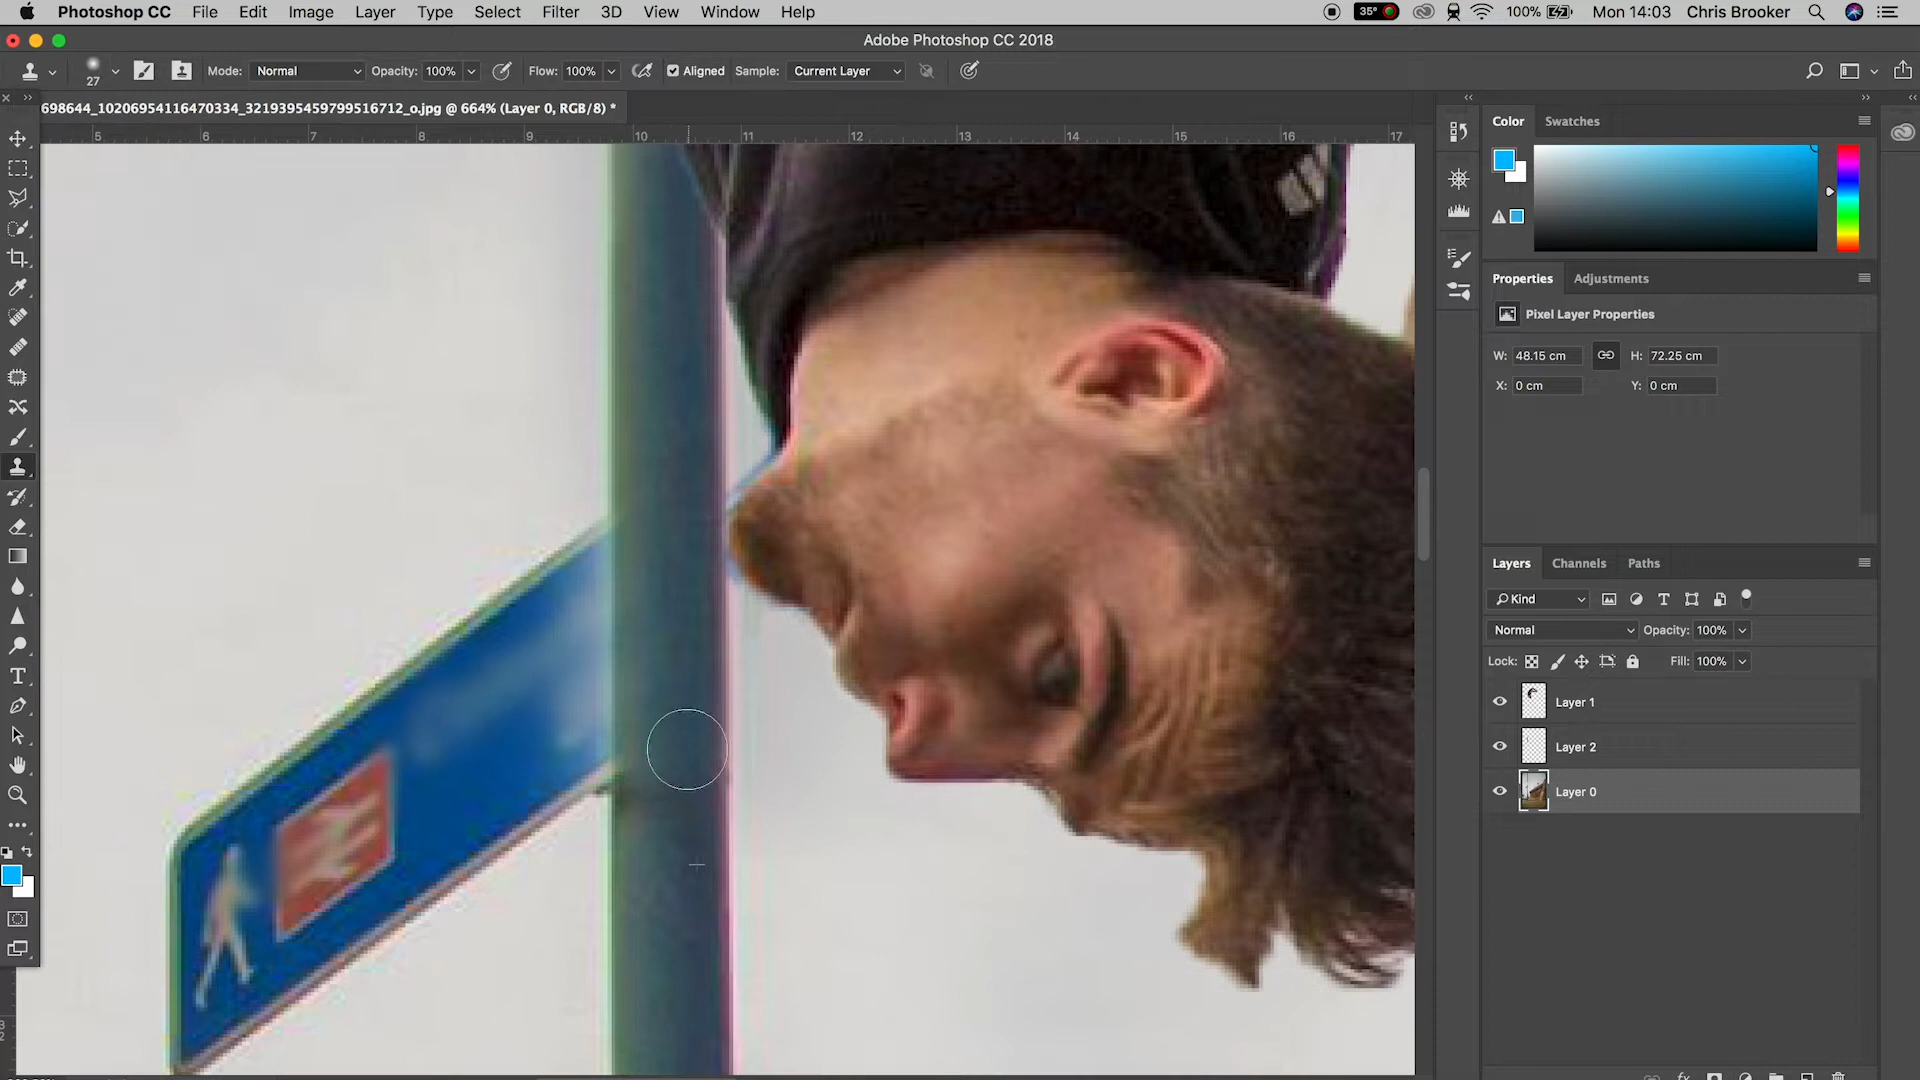 Photoshop CC File Edit Image Layer Type Select Filter 3D View Window Help 35° 100% Mon 14:03 Chris Brooker
Adobe Photoshop CC 2018
27 Mode: Normal Opacity: 100% Flow: 100% Aligned Sample: Current Layer
698644_10206954116470334_3219395459799516712_o.jpg @ 664% (Layer 0, RGB/8) *
5 6 7 8 9 10 11 12 13 14 15 16 17
Color Swatches
Properties Adjustments
Pixel Layer Properties
W: 48.15 cm H: 72.25 cm
X: 0 cm Y: 0 cm
Layers Channels Paths
Kind
Normal Opacity: 100%
Lock: Fill: 100%
Layer 1
Layer 2
Layer 0